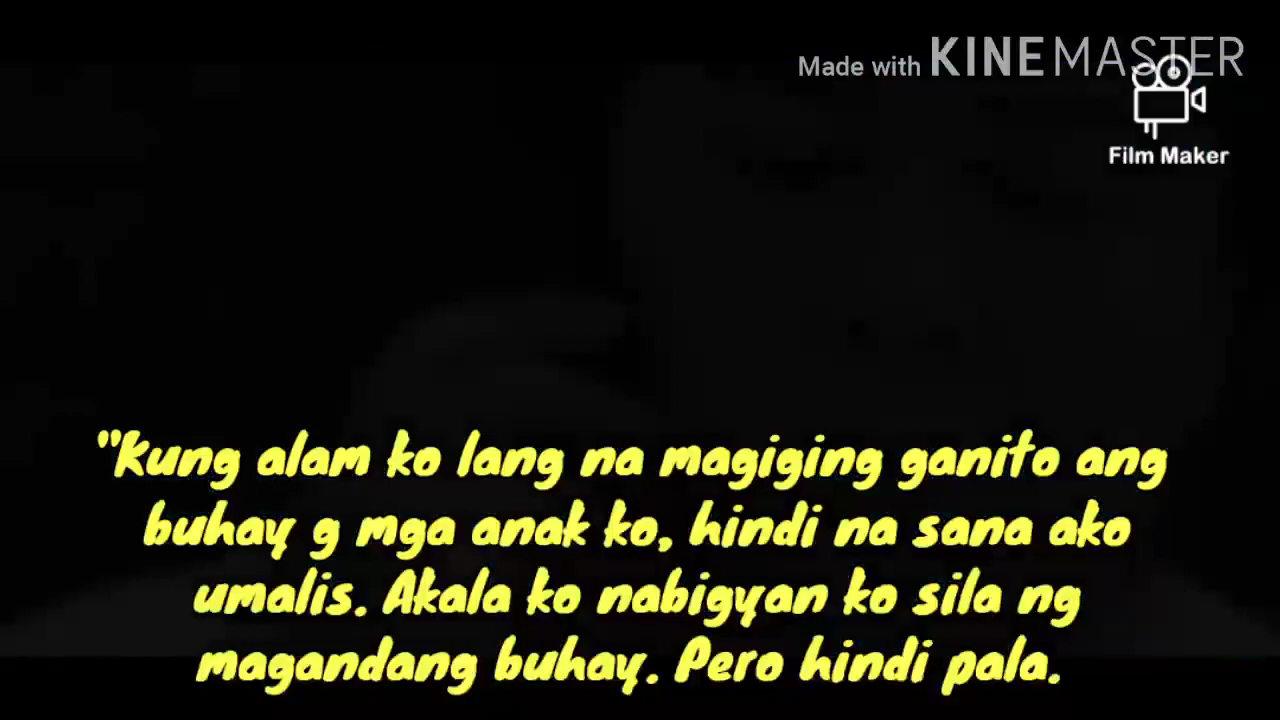 Made with KINEMASTER
Film Maker
"Kung alam ko lang na magiging ganito ang
buhay g mga anak ko, hindi na sana ako
umalis. Akala ko nabigyan ko sila ng
magandang buhay. Pero hindi pala.